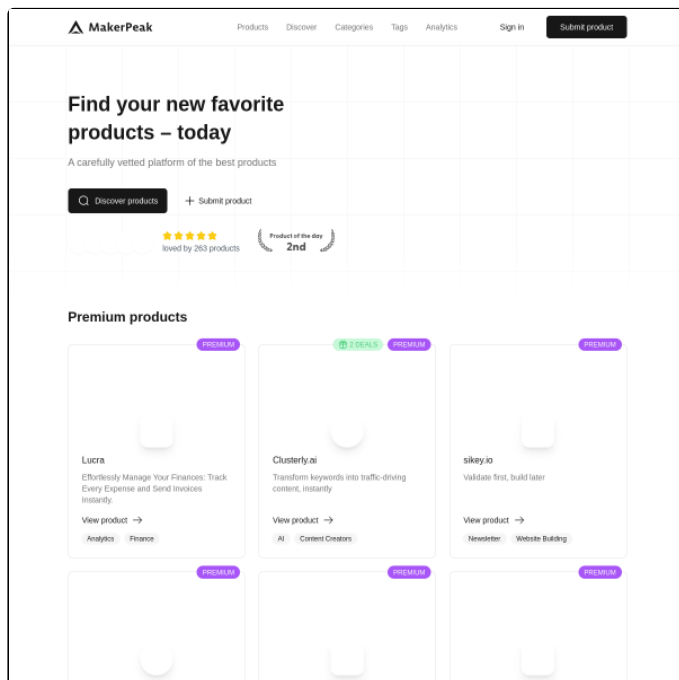 MakerPeak
Products Discover Categories Tags Analytics Sign in Submit product
Find your new favorite
products – today
A carefully vetted platform of the best products
Discover products Submit product
loved by 263 products
Product of the day
2nd
Premium products
PREMIUM
Lucra
Effortlessly Manage Your Finances: Track
Every Expense and Send Invoices
Instantly.
View product
Analytics Finance
2 DEALS PREMIUM
Clusterly.ai
Transform keywords into traffic-driving
content, instantly
View product
AI Content Creators
PREMIUM
sikey.io
Validate first, build later
View product
Newsletter Website Building
PREMIUM
PREMIUM
PREMIUM